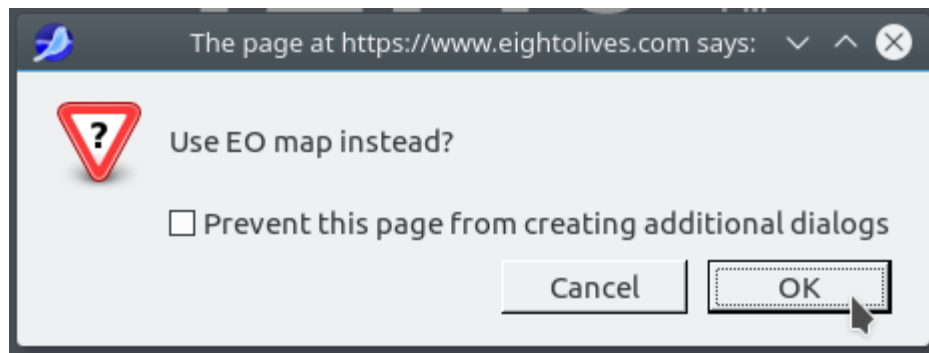 The page at https://www.eightolives.com says:
?
Use EO map instead?
Prevent this page from creating additional dialogs
Cancel OK